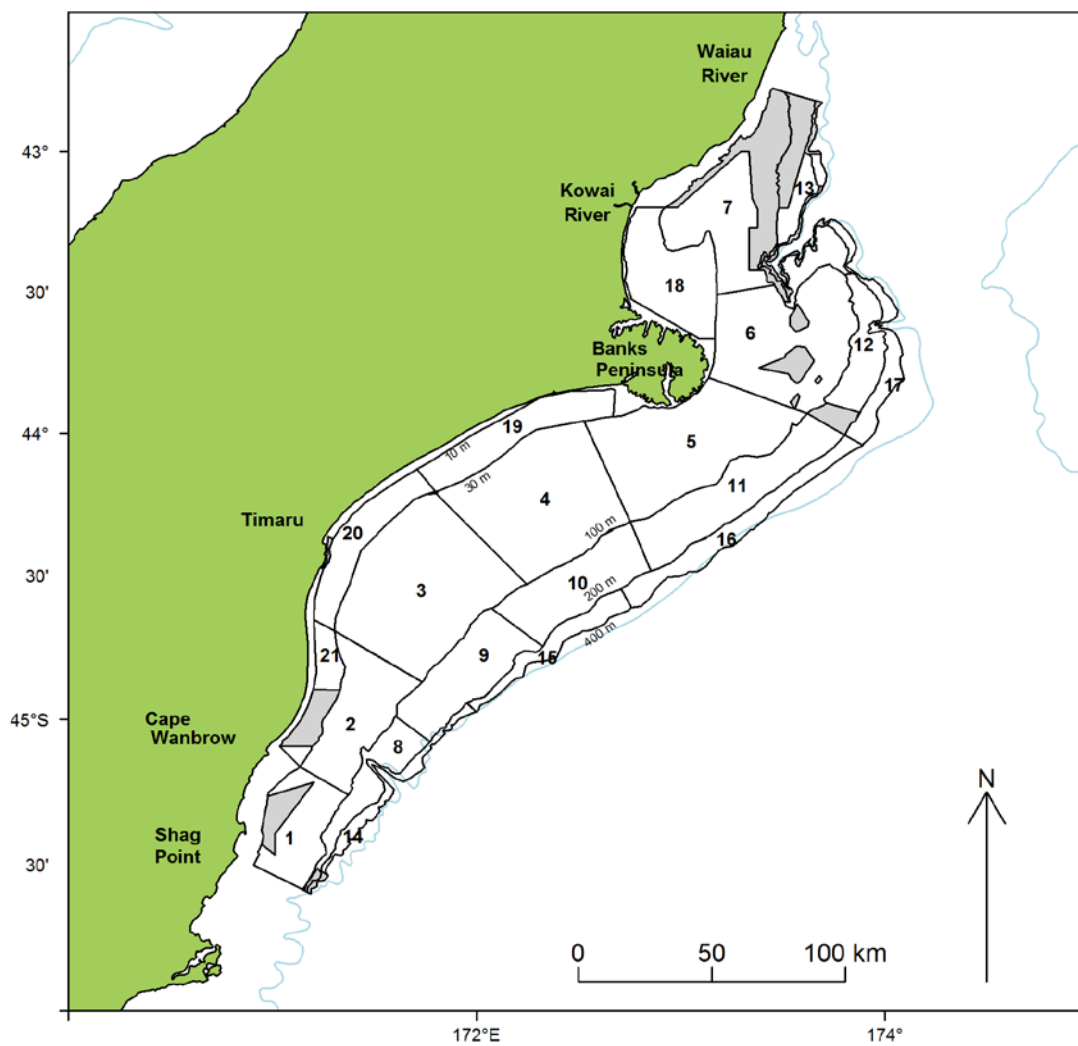 Waiau
River
43°
13
Kowai
River
7
18
30'
6
12
Banks
Peninsula
17
44°
19
5
10 m
30 m
11
4
Timaru
20
100 m
16
30'
3
10
200 m
400 m
21
9
15
45°S
Cape
Wanbrow
2
8
N
Shag
Point
1
14
30'
0
50
100 km
172°E
174°